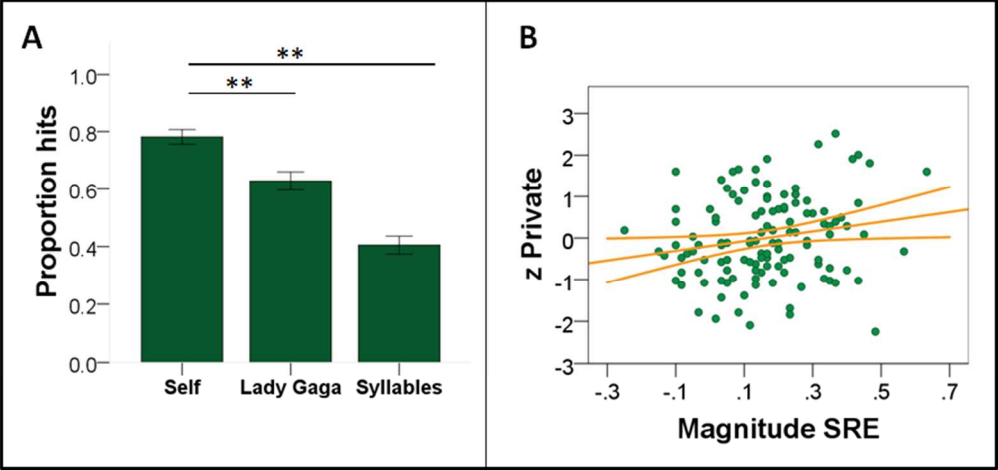 A
**
**
1.0
0.8
0.6
0.4
0.2
0.0
Proportion hits
Self Lady Gaga Syllables
B
3
2
1
0
-1
-2
-3
z Private
-.3 -.1 .1 .3 .5 .7
Magnitude SRE